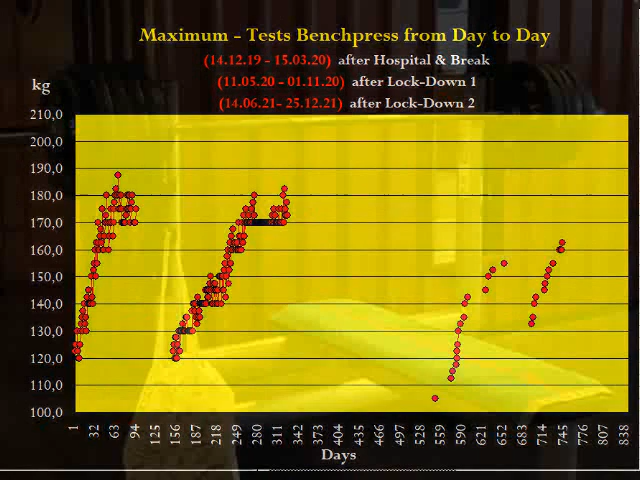 Maximum - Tests Benchpress from Day to Day
(14.12.19 - 15.03.20) after Hospital & Break
(11.05.20 - 01.11.20) after Lock-Down 1
(14.06.21- 25.12.21) after Lock-Down 2
kg
210,0
200,0
190,0
180,0
170,0
160,0
150,0
140,0
130,0
120,0
110,0
100,0
1 32 63 94 125 156 187 218 249 280 311 342 373 404 435 466 497 528 559 590 621 652 683 714 745 776 807 838
Days